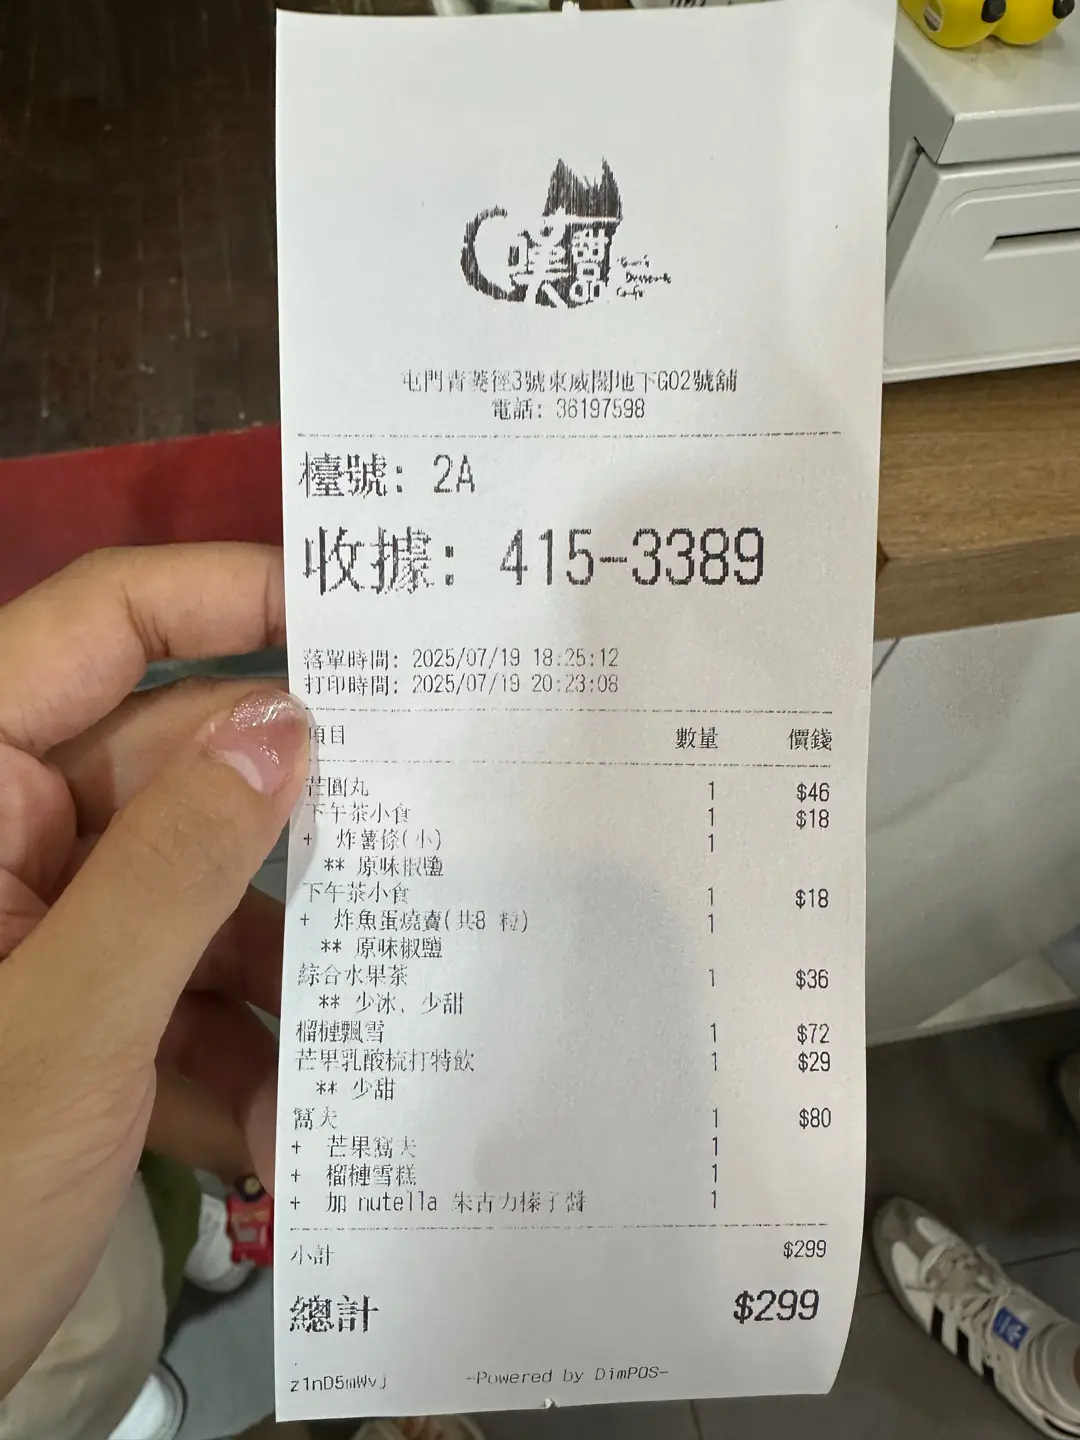 嘆甜品
屯門青菱徑3號東威閣地下G02號舖
電話: 36197598
檯號: 2A
收據: 415-3389
落單時間: 2025/07/19 18:25:12
打印時間: 2025/07/19 20:23:08
項目 數量 價錢
芒圓丸 1 $46
下午茶小食 1 $18
+ 炸薯條(小) 1
** 原味椒鹽
下午茶小食 1 $18
+ 炸魚蛋燒賣(共8 粒) 1
** 原味椒鹽
綜合水果茶 1 $36
** 少冰, 少甜
榴槤飄雪 1 $72
芒果乳酸梳打特飲 1 $29
** 少甜
窩夫 1 $80
+ 芒果窩夫 1
+ 榴槤雪糕 1
+ 加 nutella 朱古力榛子醬 1
小計 $299
總計 $299
z1nD5mWvj -Powered by DimPOS-